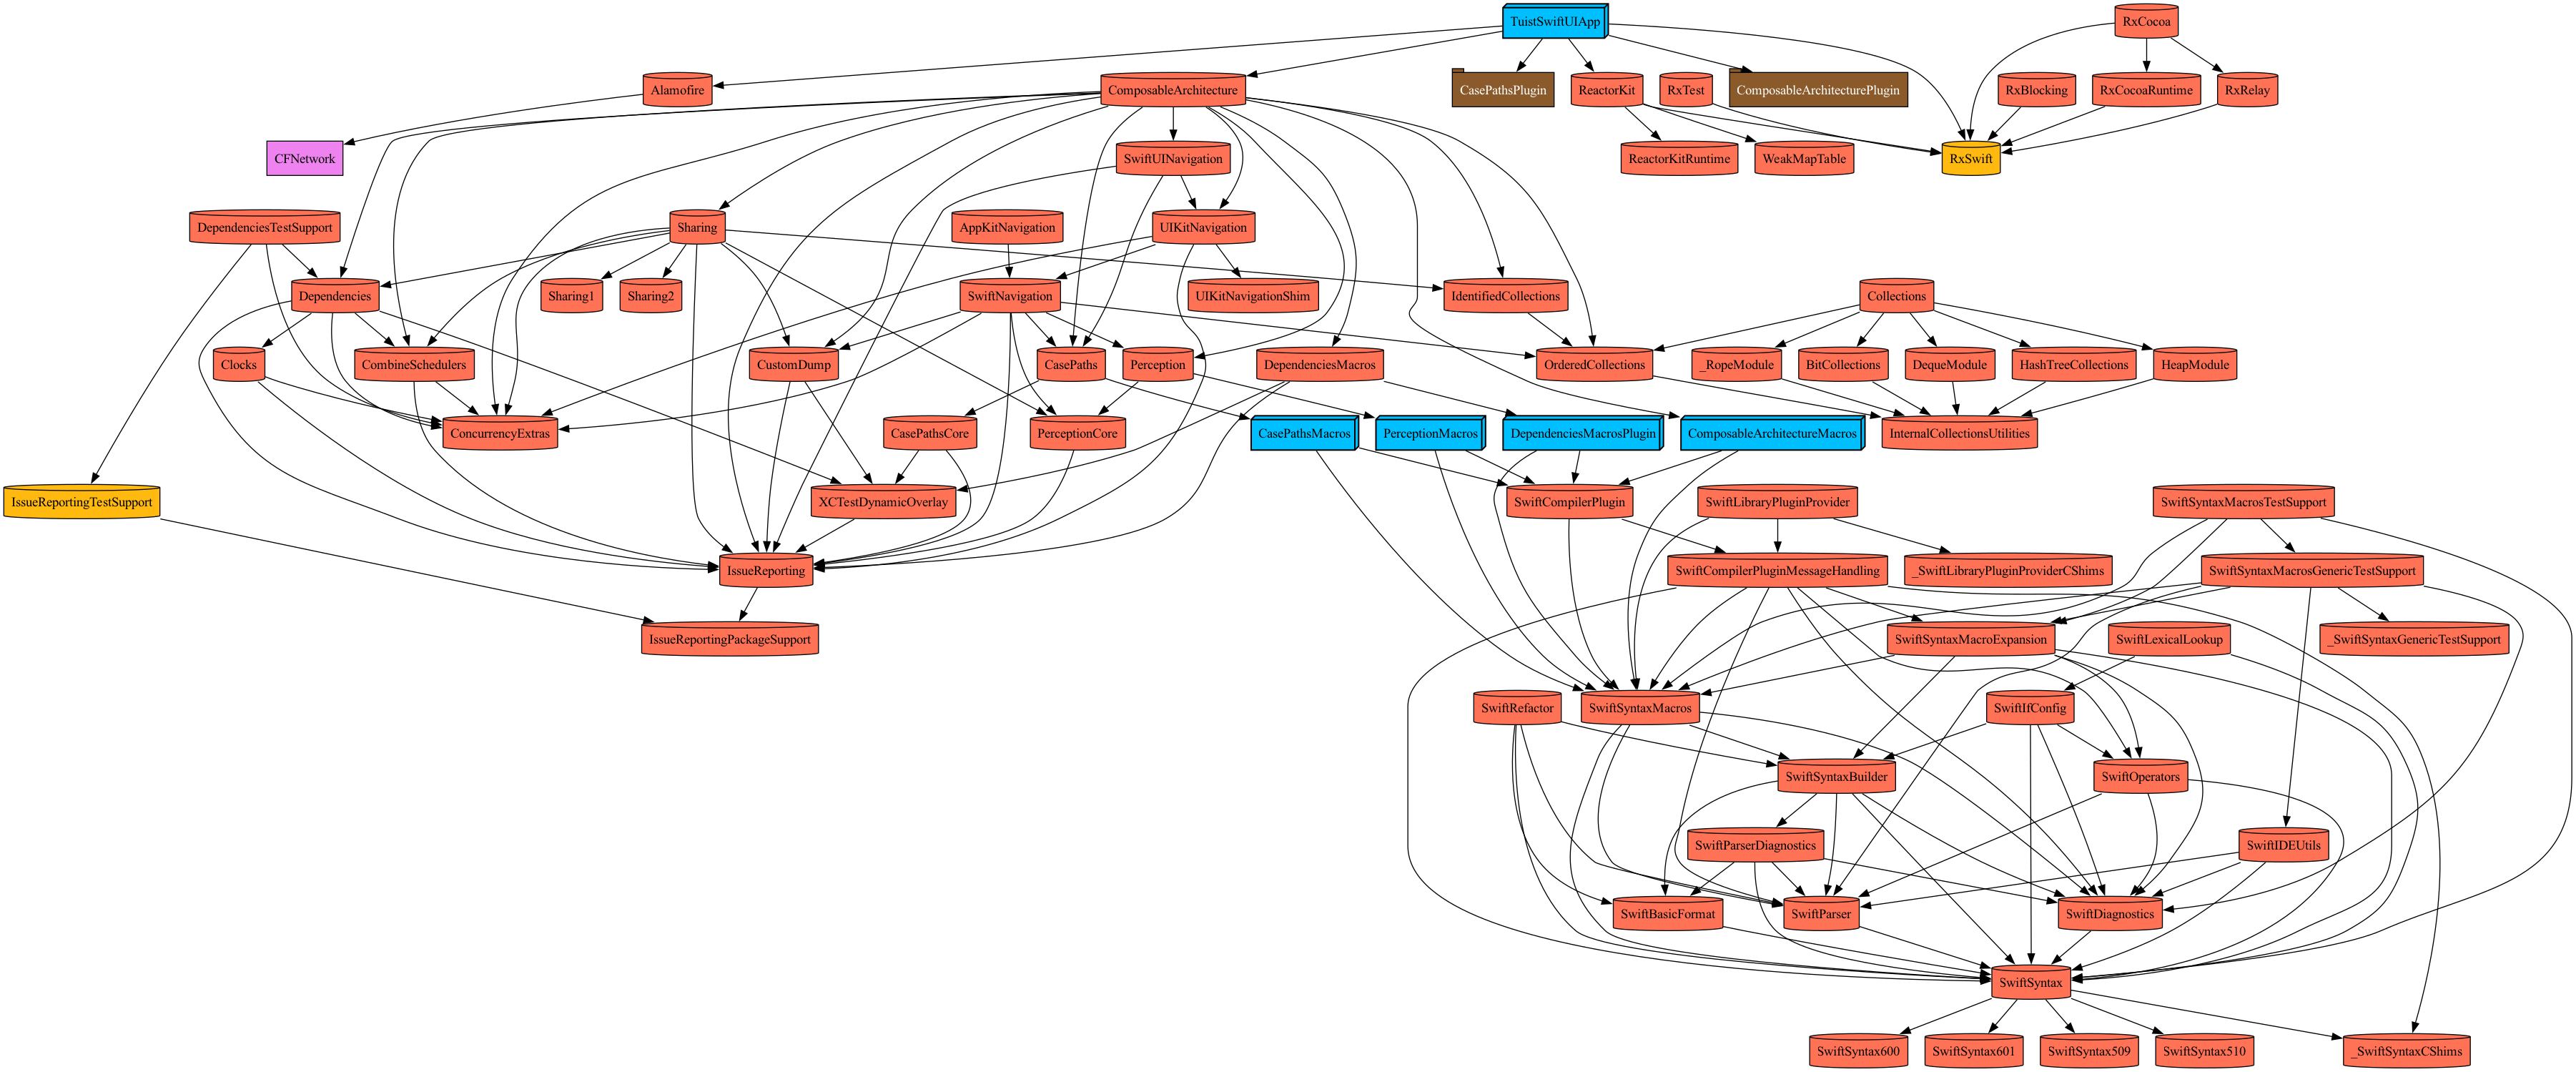 TuistSwiftUIApp
RxCocoa
Alamofire
ComposableArchitecture
CasePathsPlugin
ReactorKit
RxTest
ComposableArchitecturePlugin
RxBlocking
RxCocoaRuntime
RxRelay
CFNetwork
SwiftUINavigation
ReactorKitRuntime
WeakMapTable
RxSwift
DependenciesTestSupport
Sharing
AppKitNavigation
UIKitNavigation
Dependencies
Sharing1
Sharing2
SwiftNavigation
UIKitNavigationShim
IdentifiedCollections
Collections
Clocks
CombineSchedulers
CustomDump
CasePaths
Perception
DependenciesMacros
OrderedCollections
_RopeModule
BitCollections
DequeModule
HashTreeCollections
HeapModule
ConcurrencyExtras
CasePathsCore
PerceptionCore
CasePathsMacros
PerceptionMacros
DependenciesMacrosPlugin
ComposableArchitectureMacros
InternalCollectionsUtilities
IssueReportingTestSupport
XCTestDynamicOverlay
SwiftCompilerPlugin
SwiftLibraryPluginProvider
SwiftSyntaxMacrosTestSupport
IssueReporting
SwiftCompilerPluginMessageHandling
_SwiftLibraryPluginProviderCShims
SwiftSyntaxMacrosGenericTestSupport
IssueReportingPackageSupport
SwiftSyntaxMacroExpansion
SwiftLexicalLookup
_SwiftSyntaxGenericTestSupport
SwiftRefactor
SwiftSyntaxMacros
SwiftIfConfig
SwiftSyntaxBuilder
SwiftOperators
SwiftParserDiagnostics
SwiftIDEUtils
SwiftBasicFormat
SwiftParser
SwiftDiagnostics
SwiftSyntax
SwiftSyntax600
SwiftSyntax601
SwiftSyntax509
SwiftSyntax510
_SwiftSyntaxCShims